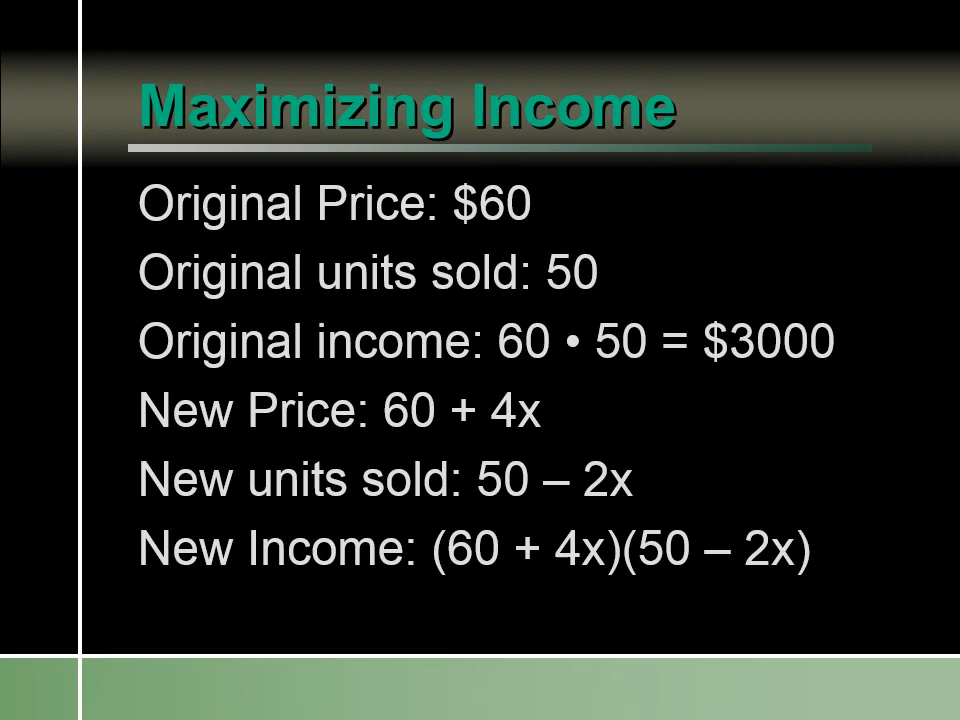 Maximizing Income
Original Price: $60
Original units sold: 50
Original income: 60 • 50 = $3000
New Price: 60 + 4x
New units sold: 50 – 2x
New Income: (60 + 4x)(50 – 2x)